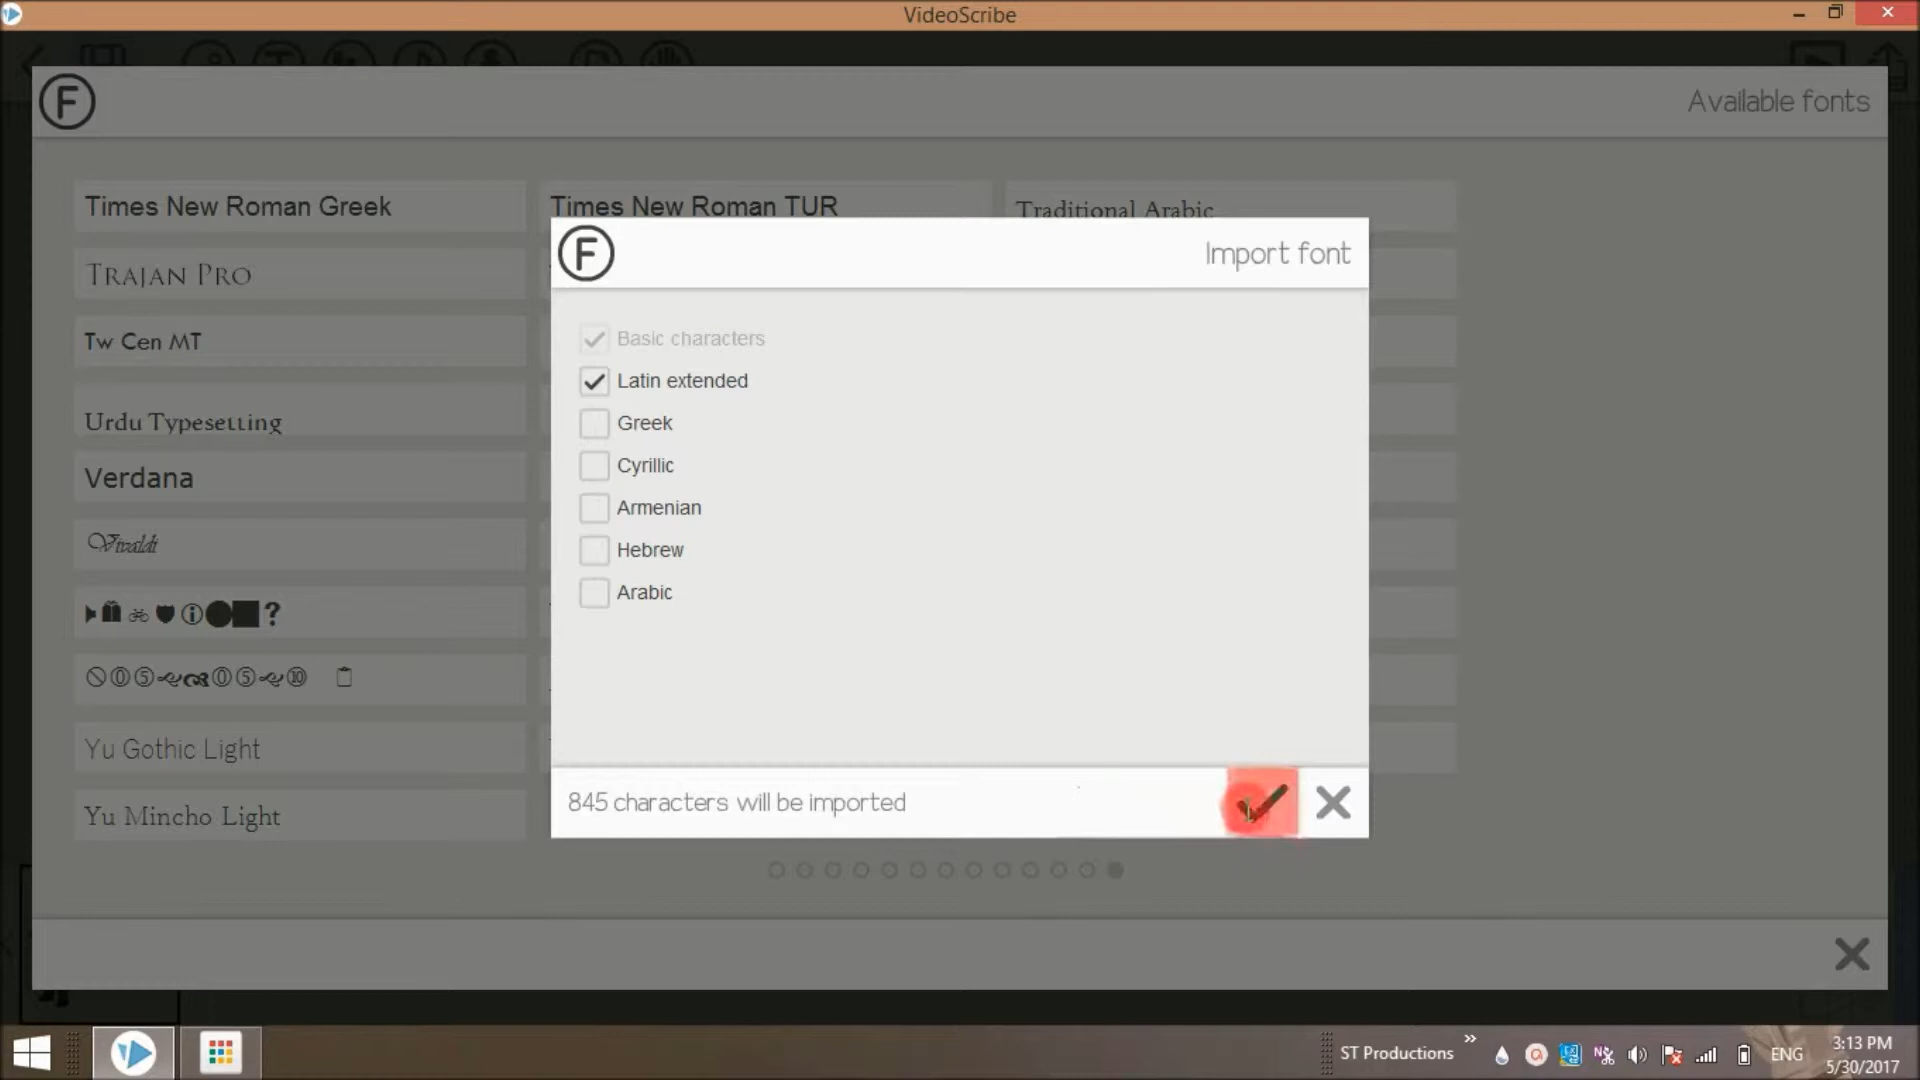 VideoScribe
F
Available fonts
Times New Roman Greek
Times New Roman TUR
Traditional Arabic
TRAJAN PRO
Tw Cen MT
Urdu Typesetting
Verdana
Vivaldi
Yu Gothic Light
Yu Mincho Light
F
Import font
Basic characters
Latin extended
Greek
Cyrillic
Armenian
Hebrew
Arabic
845 characters will be imported
ST Productions
ENG
3:13 PM
5/30/2017